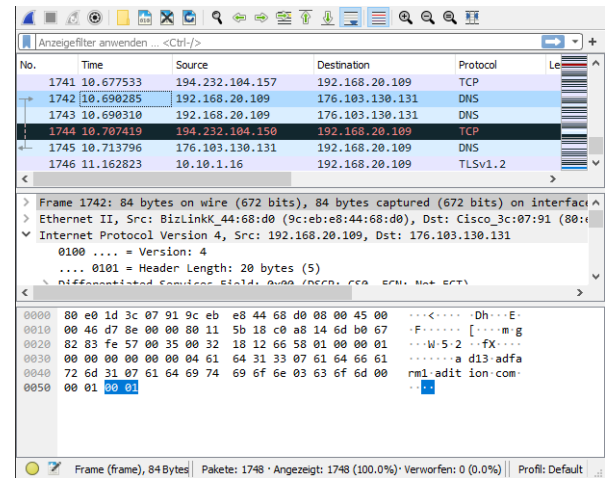 Anzeigefilter anwenden ... <Ctrl-/>
No. Time Source Destination Protocol Le
1741 10.677533 194.232.104.157 192.168.20.109 TCP
1742 10.690285 192.168.20.109 176.103.130.131 DNS
1743 10.690310 192.168.20.109 176.103.130.131 DNS
1744 10.707419 194.232.104.150 192.168.20.109 TCP
1745 10.713796 176.103.130.131 192.168.20.109 DNS
1746 11.162823 10.10.1.16 192.168.20.109 TLSv1.2
Frame 1742: 84 bytes on wire (672 bits), 84 bytes captured (672 bits) on interface
Ethernet II, Src: BizLinkK_44:68:d0 (9c:eb:e8:44:68:d0), Dst: Cisco_3c:07:91 (80:e
Internet Protocol Version 4, Src: 192.168.20.109, Dst: 176.103.130.131
0100 .... = Version: 4
.... 0101 = Header Length: 20 bytes (5)
Differentiated Services Field: 0x00 (DSCP: CS0, ECN: Not-ECT)
0000 80 e0 1d 3c 07 91 9c eb e8 44 68 d0 08 00 45 00 ···<···· ·Dh···E·
0010 00 46 d7 8e 00 00 80 11 5b 18 c0 a8 14 6d b0 67 ·F······ [····m·g
0020 82 83 fe 57 00 35 00 32 18 12 66 58 01 00 00 01 ···W·5·2 ··fX····
0030 00 00 00 00 00 00 04 61 64 31 33 07 61 64 66 61 ·······a d13·adfa
0040 72 6d 31 07 61 64 69 74 69 6f 6e 03 63 6f 6d 00 rm1·adit ion·com·
0050 00 01 00 01 ····
Frame (frame), 84 Bytes Pakete: 1748 · Angezeigt: 1748 (100.0%) · Verworfen: 0 (0.0%) Profil: Default